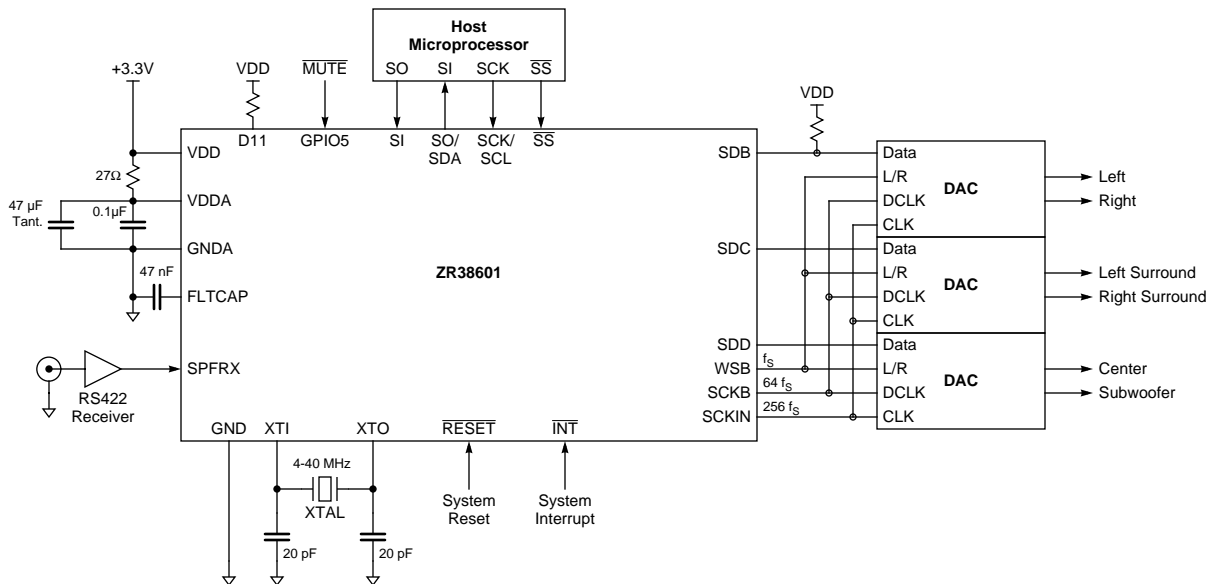 Host
Microprocessor
SO SI SCK SS
+3.3V
VDD
MUTE
VDD
D11 GPIO5 SI SO/ SCK/ SS
SDA SCL
VDD
27Ω
VDDA
47 µF
Tant.
0.1µF
GNDA
47 nF
FLTCAP
ZR38601
SPFRX
RS422
Receiver
GND XTI XTO RESET INT
4-40 MHz
XTAL
20 pF 20 pF
System
Reset
System
Interrupt
SDB
SDC
SDD
WSB fS
SCKB 64 fS
SCKIN 256 fS
Data
L/R
DCLK
CLK
DAC
Left
Right
Data
L/R
DCLK
CLK
DAC
Left Surround
Right Surround
Data
L/R
DCLK
CLK
DAC
Center
Subwoofer